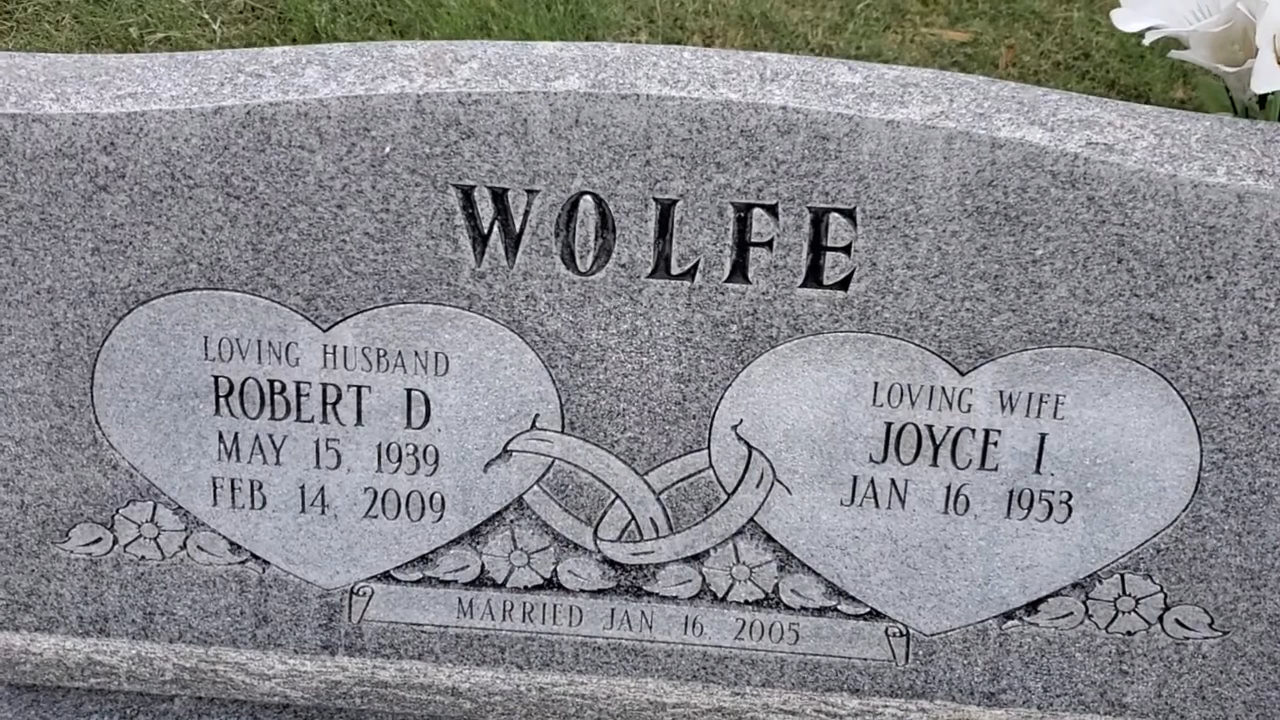 WOLFE
LOVING HUSBAND
ROBERT D.
MAY 15, 1939
FEB. 14, 2009
LOVING WIFE
JOYCE I.
JAN. 16, 1953
MARRIED JAN. 16, 2005